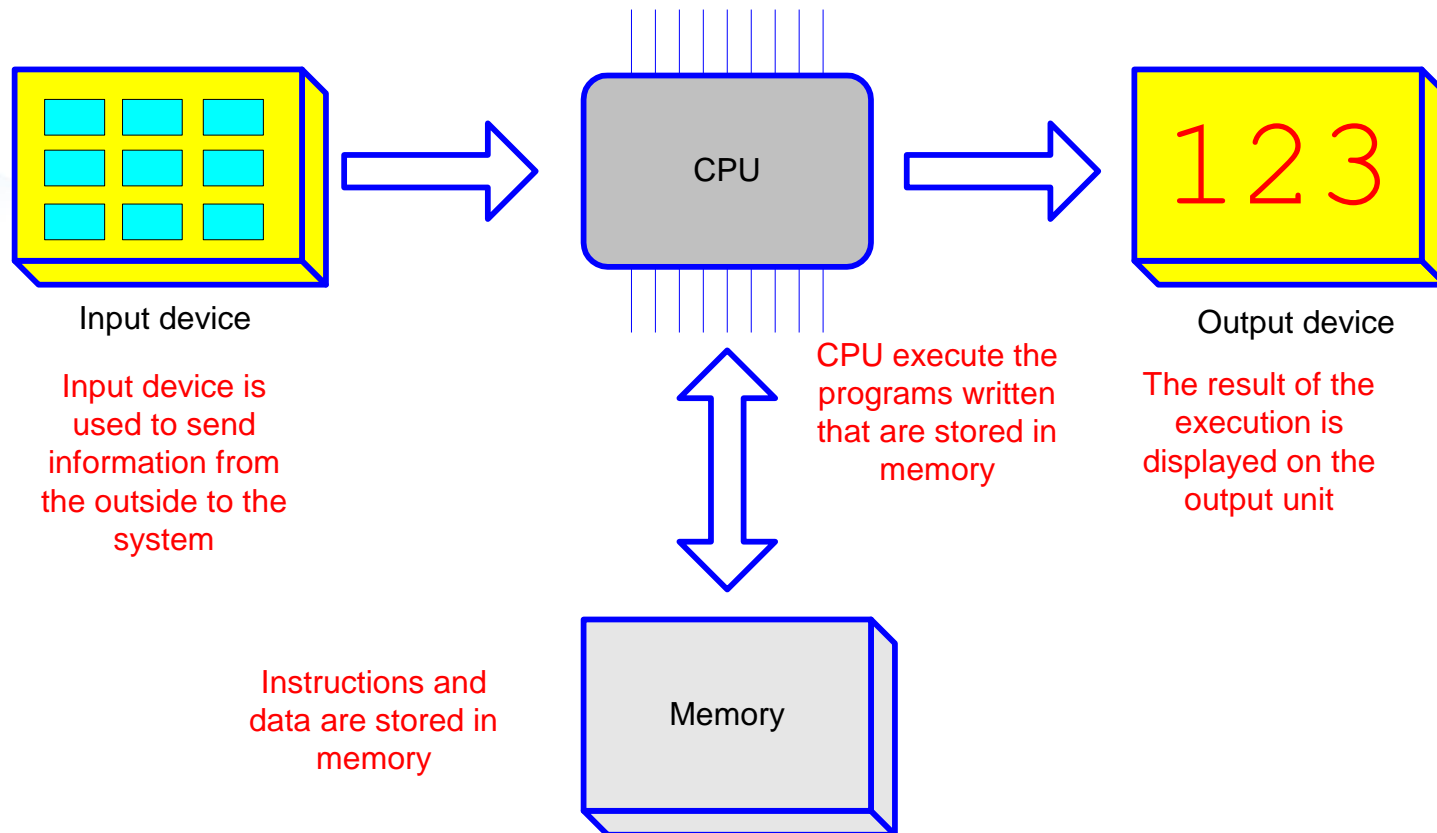 CPU
123
Input device
Output device
Input device is
used to send
information from
the outside to the
system
CPU execute the
programs written
that are stored in
memory
The result of the
execution is
displayed on the
output unit
Instructions and
data are stored in
memory
Memory